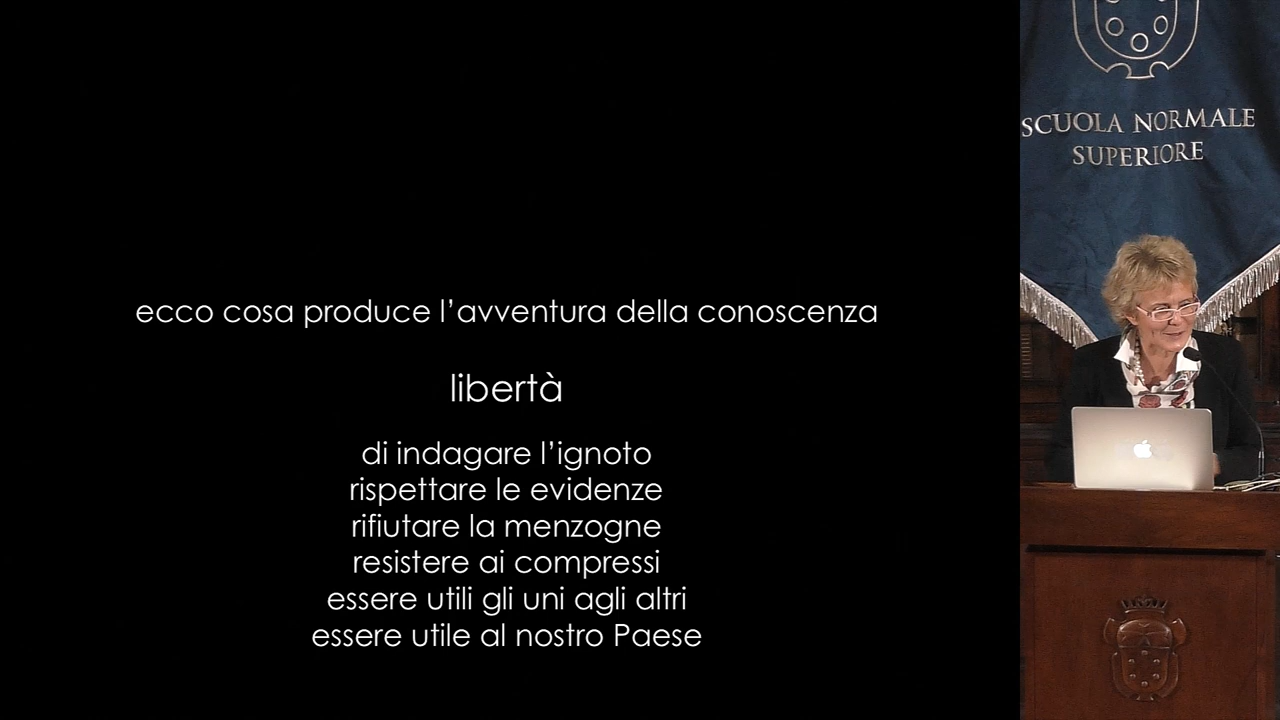 ecco cosa produce l’avventura della conoscenza
libertà
di indagare l’ignoto
rispettare le evidenze
rifiutare la menzogne
resistere ai compressi
essere utili gli uni agli altri
essere utile al nostro Paese
SCUOLA NORMALE
SUPERIORE